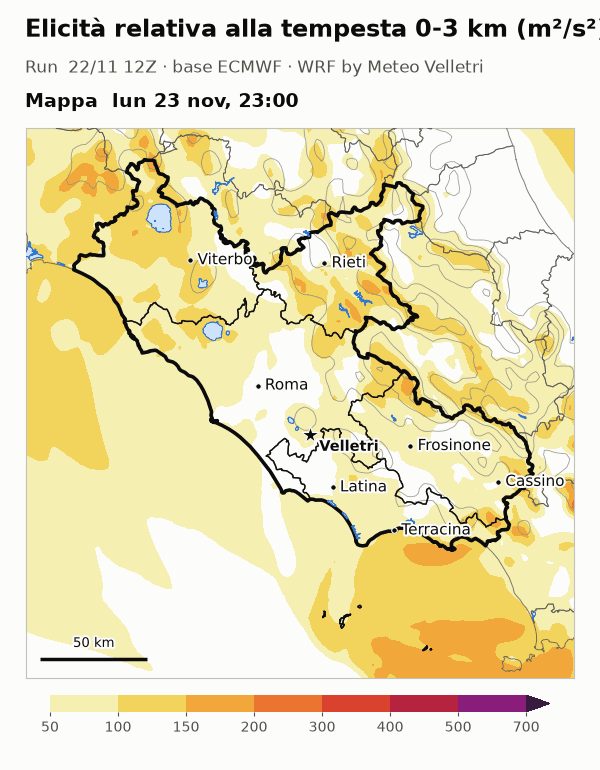 Elicità relativa alla tempesta 0-3 km (m²/s²)
Run 22/11 12Z · base ECMWF · WRF by Meteo Velletri
Mappa lun 23 nov, 23:00
Viterbo
Rieti
Roma
Velletri
Frosinone
Cassino
Latina
Terracina
50 km
50 100 150 200 300 400 500 700